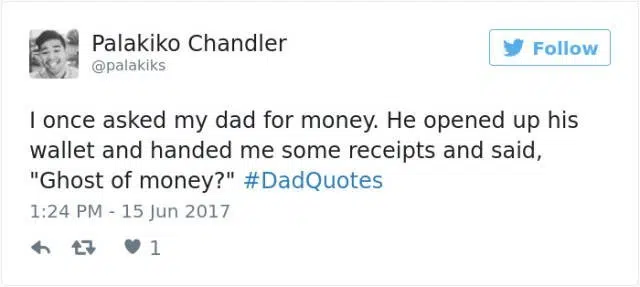 Palakiko Chandler
@palakiks
Follow
I once asked my dad for money. He opened up his
wallet and handed me some receipts and said,
"Ghost of money?" #DadQuotes
1:24 PM - 15 Jun 2017
1